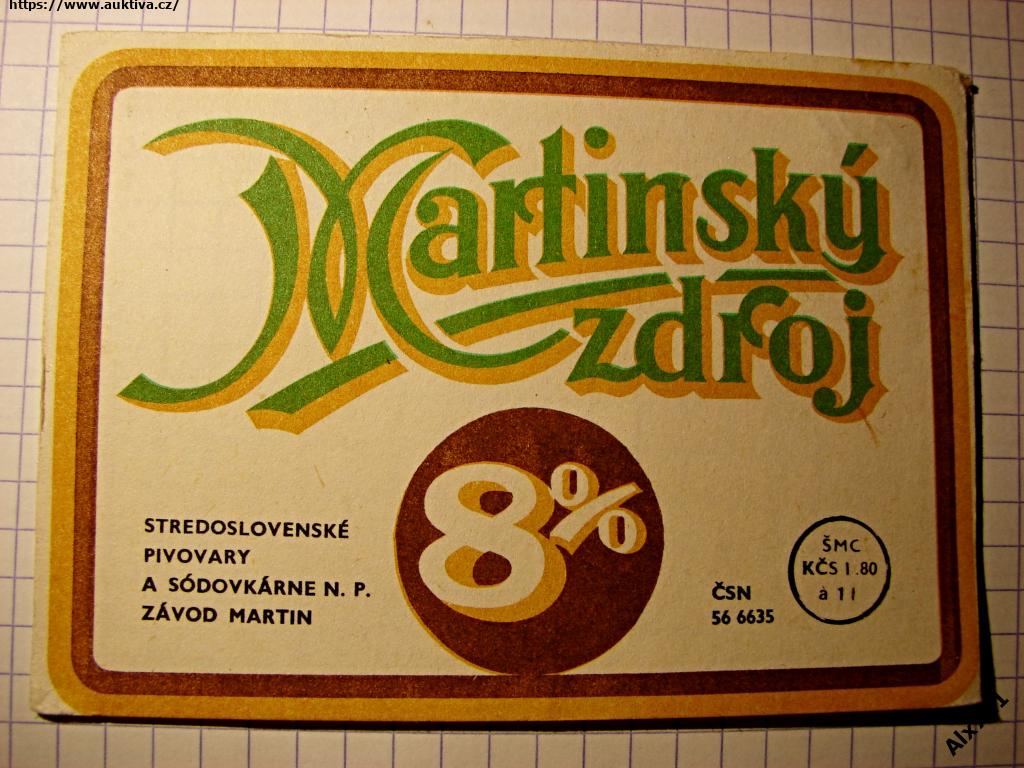 https://www.auktiva.cz/
Martinský
zdroj
8%
STREDOSLOVENSKÉ
PIVOVARY
A SÓDOVKÁRNE N. P.
ZÁVOD MARTIN
ČSN
56 6635
ŠMC
KČS 1.80
à 1 l